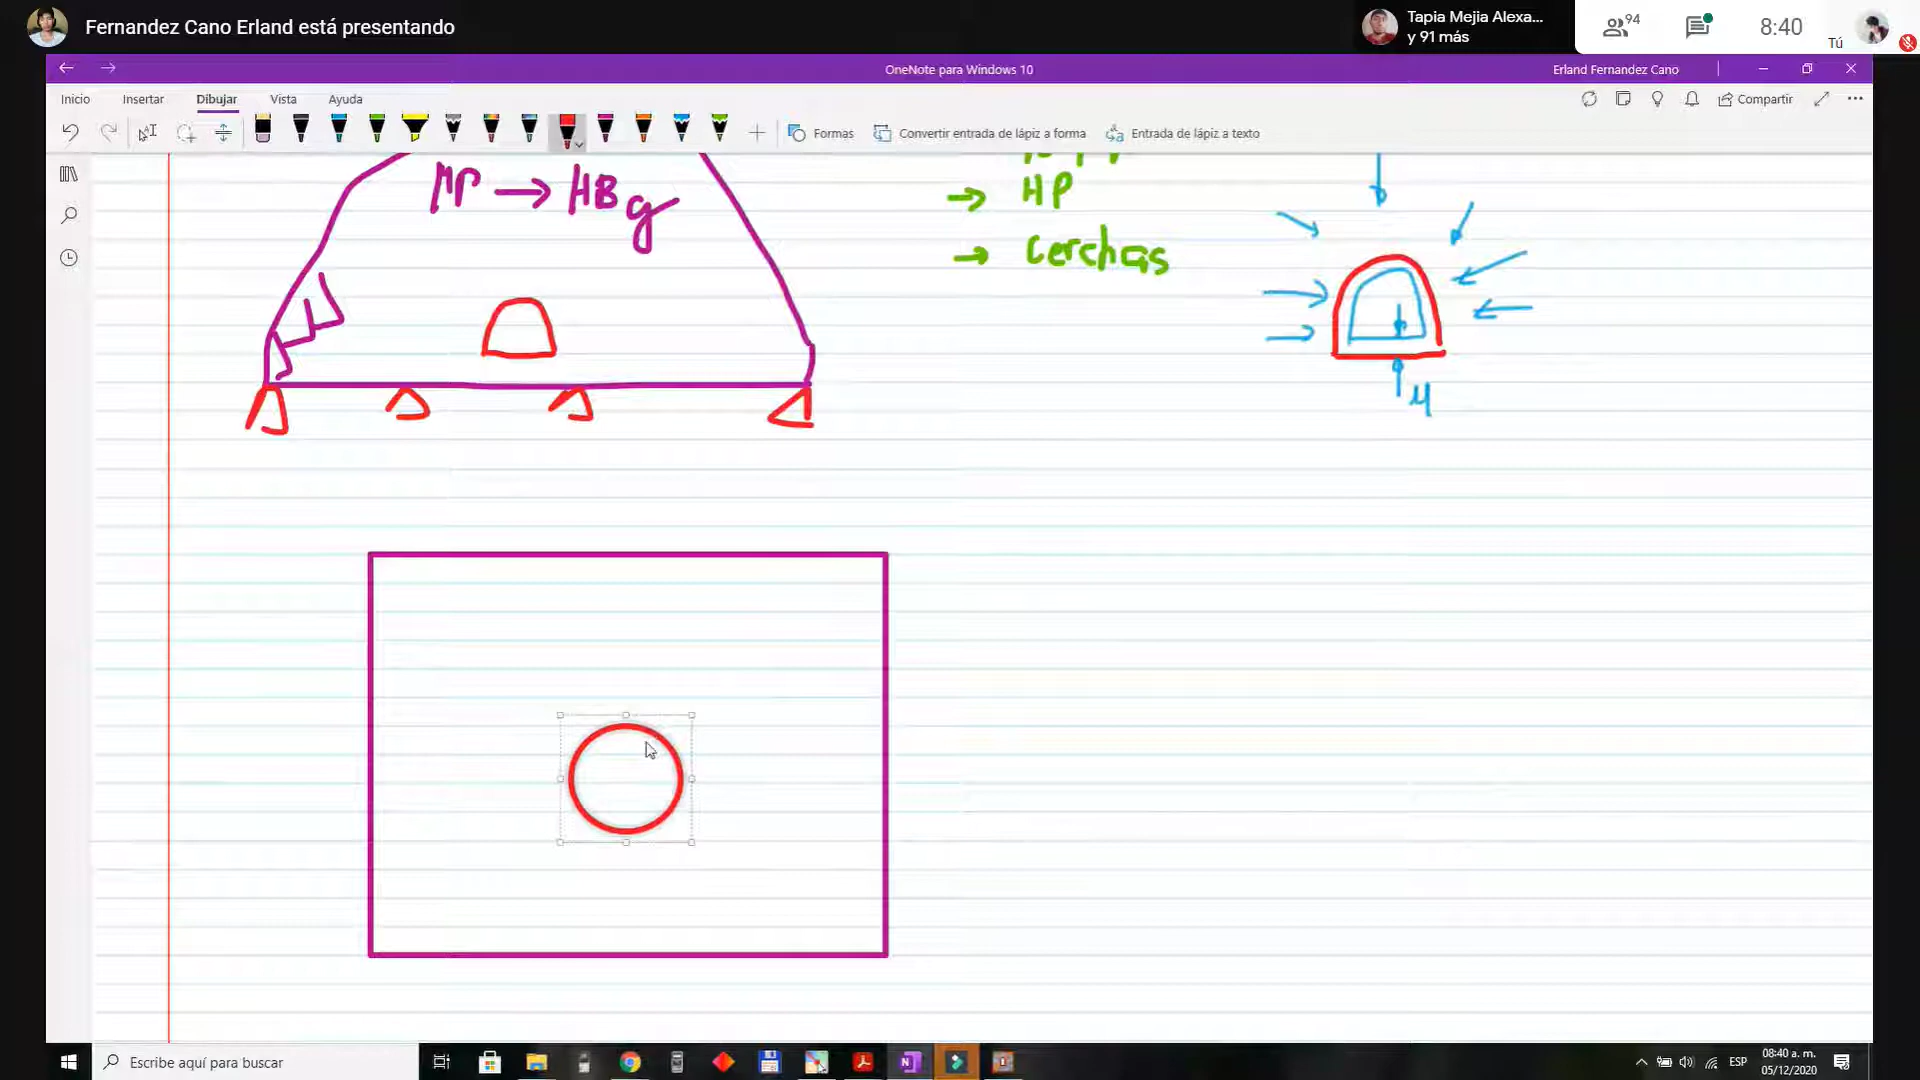 Fernandez Cano Erland está presentando
Tapia Mejia Alexa...
y 91 más
94
8:40
Tú
OneNote para Windows 10
Erland Fernandez Cano
Inicio
Insertar
Dibujar
Vista
Ayuda
Compartir
Formas
Convertir entrada de lápiz a forma
Entrada de lápiz a texto
→ HBg
→ HP
→ Cerchas
μ
Escribe aquí para buscar
ESP
08:40 a. m.
05/12/2020